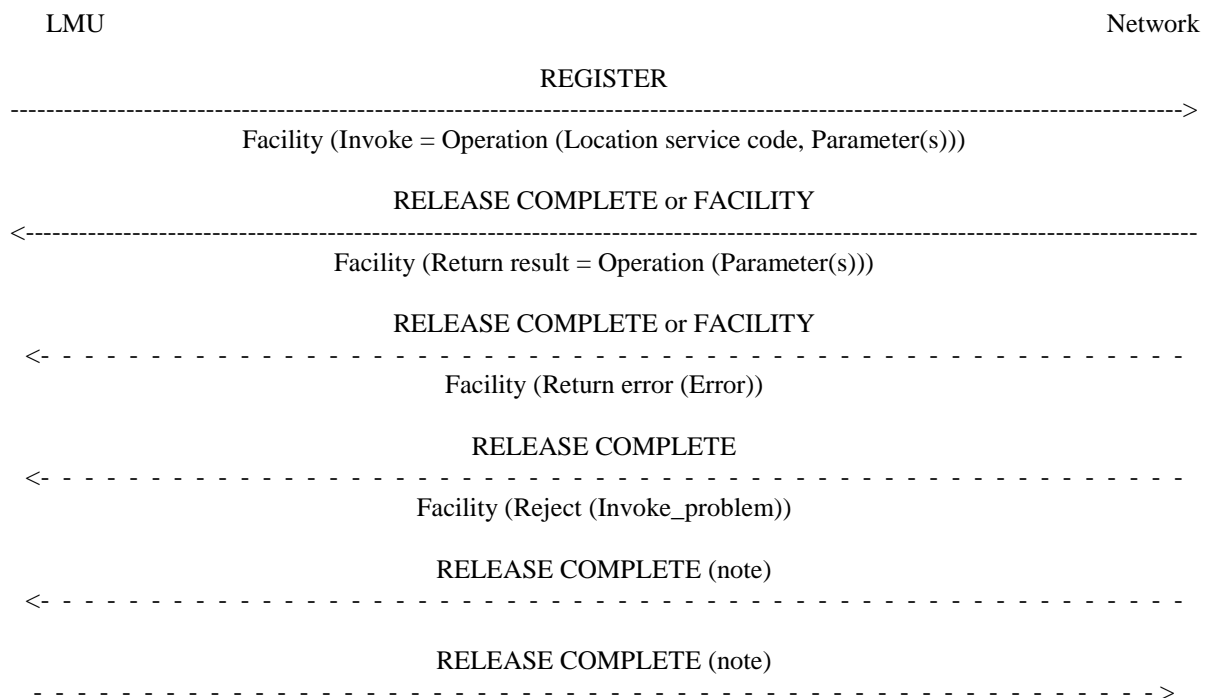 LMU Network
REGISTER
------------------------------------------------------------------------------------------------------------------------------------>
Facility (Invoke = Operation (Location service code, Parameter(s)))
RELEASE COMPLETE or FACILITY
<------------------------------------------------------------------------------------------------------------------------------------
Facility (Return result = Operation (Parameter(s)))
RELEASE COMPLETE or FACILITY
<- - - - - - - - - - - - - - - - - - - - - - - - - - - - - - - - - - - - - - - - - - - - - - - - - - - - - - - -
Facility (Return error (Error))
RELEASE COMPLETE
<- - - - - - - - - - - - - - - - - - - - - - - - - - - - - - - - - - - - - - - - - - - - - - - - - - - - - - - -
Facility (Reject (Invoke_problem))
RELEASE COMPLETE (note)
<- - - - - - - - - - - - - - - - - - - - - - - - - - - - - - - - - - - - - - - - - - - - - - - - - - - - - - - -
RELEASE COMPLETE (note)
- - - - - - - - - - - - - - - - - - - - - - - - - - - - - - - - - - - - - - - - - - - - - - - - - - - - - - - ->